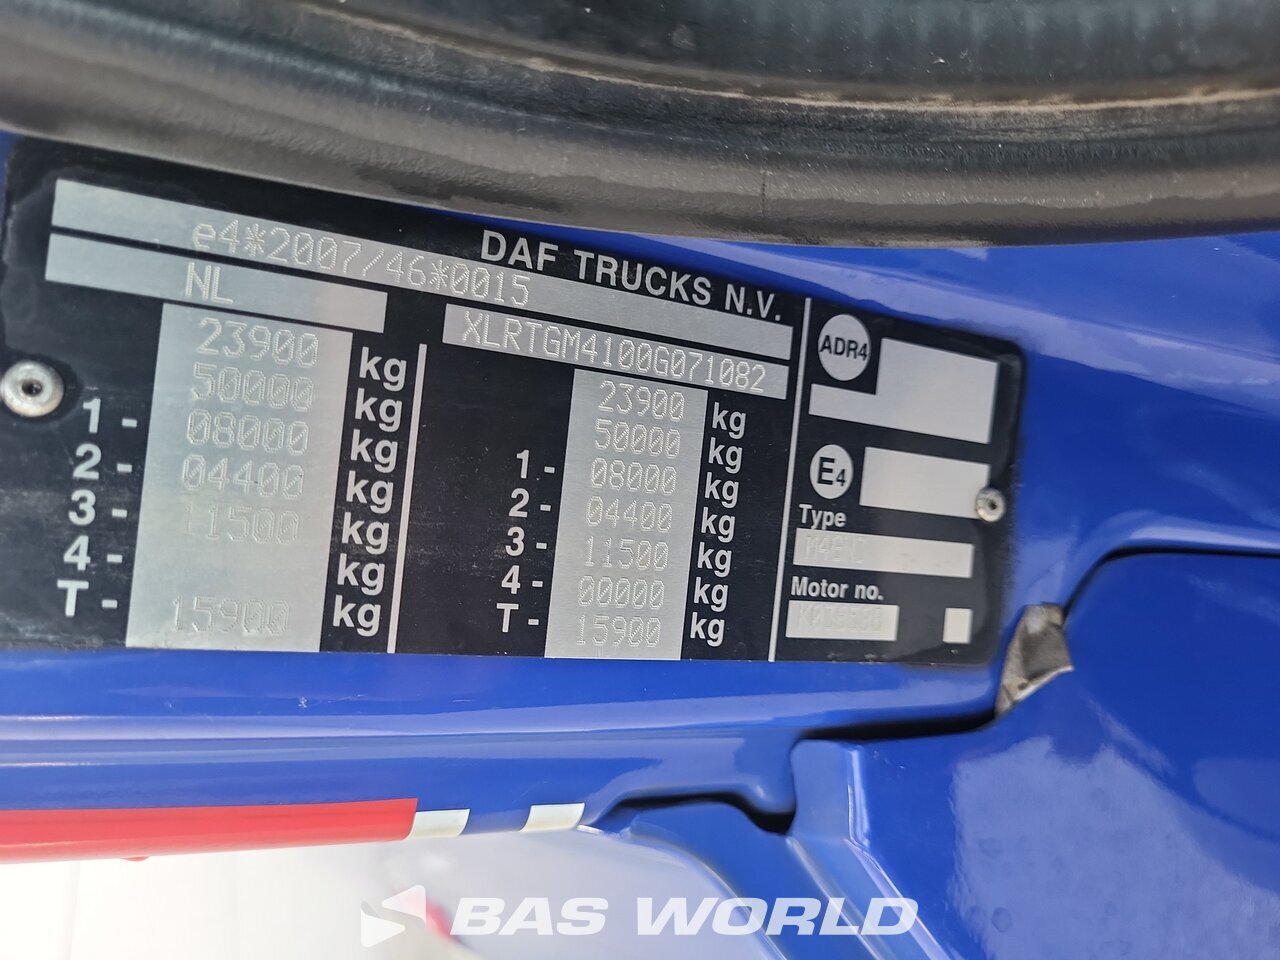 DAF TRUCKS N.V.
e4*2007/46*0015
NL
XLRTGM4100G071082
23900 kg
50000 kg
1 - 08000 kg
2 - 04400 kg
3 - 11500 kg
4 - kg
T - 15900 kg
23900 kg
50000 kg
1 - 08000 kg
2 - 04400 kg
3 - 11500 kg
4 - 00000 kg
T - 15900 kg
ADR4
E4
Type
Motor no.
BAS WORLD